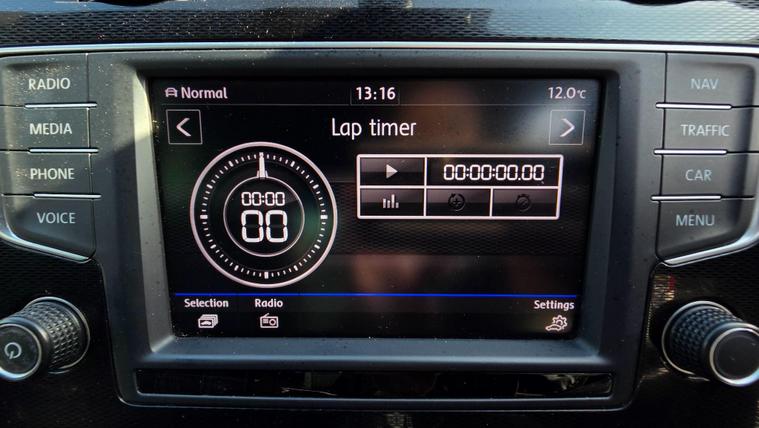 RADIO
MEDIA
PHONE
VOICE
Normal 13:16 12.0°C
Lap timer
00:00
00
00:00:00.00
Selection Radio Settings
NAV
TRAFFIC
CAR
MENU